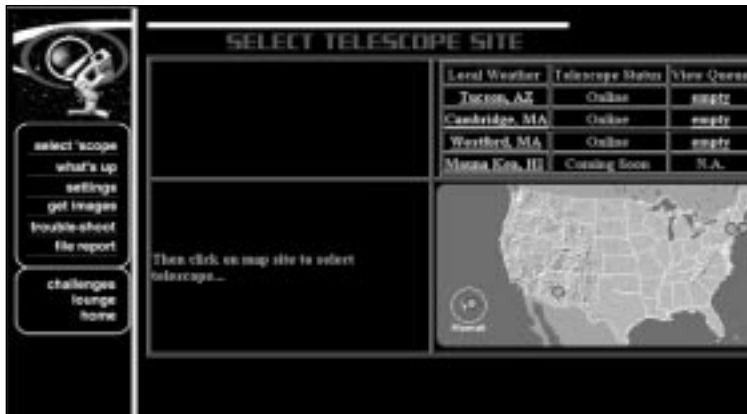 SELECT TELESCOPE SITE
select 'scope
what's up
settings
get images
trouble-shoot
file report
challenges
lounge
home
Local Weather Telescope Status View Queue
Tucson, AZ Online empty
Cambridge, MA Online empty
Westford, MA Online empty
Mauna Kea, HI Coming Soon N.A.
Then click on map site to select
telescope...
Hawaii